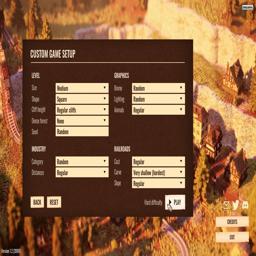 CUSTOM GAME SETUP
LEVEL
Size Medium
Shape Square
Cliff height Regular cliffs
Dense forest None
Seed Random
GRAPHICS
Biome Random
Lighting Random
Animals Regular
INDUSTRY
Category Random
Distances Regular
RAILROADS
Cost Regular
Curve Very shallow (hardest)
Slope Regular
BACK
RESET
Hard difficulty
PLAY
CREDITS
EXIT